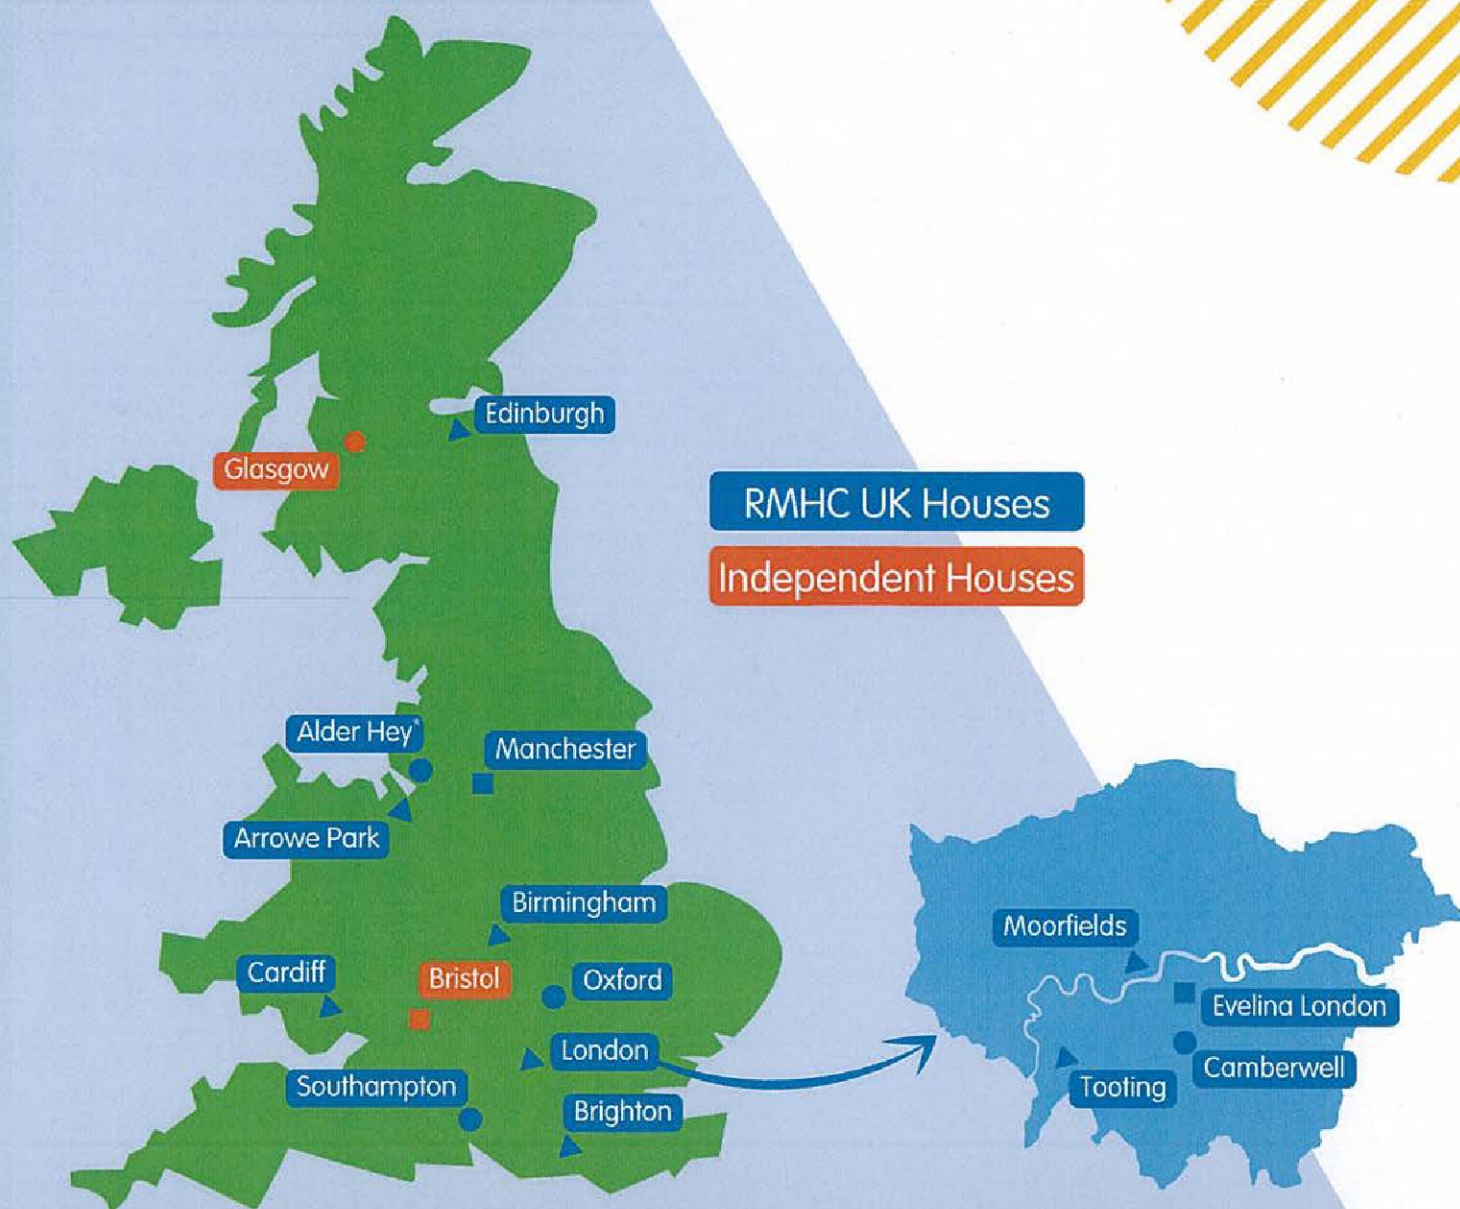 Edinburgh
Glasgow
RMHC UK Houses
Independent Houses
Alder Hey*
Manchester
Arrowe Park
Birmingham
Cardiff
Bristol
Oxford
London
Southampton
Brighton
Moorfields
Evelina London
Camberwell
Tooting